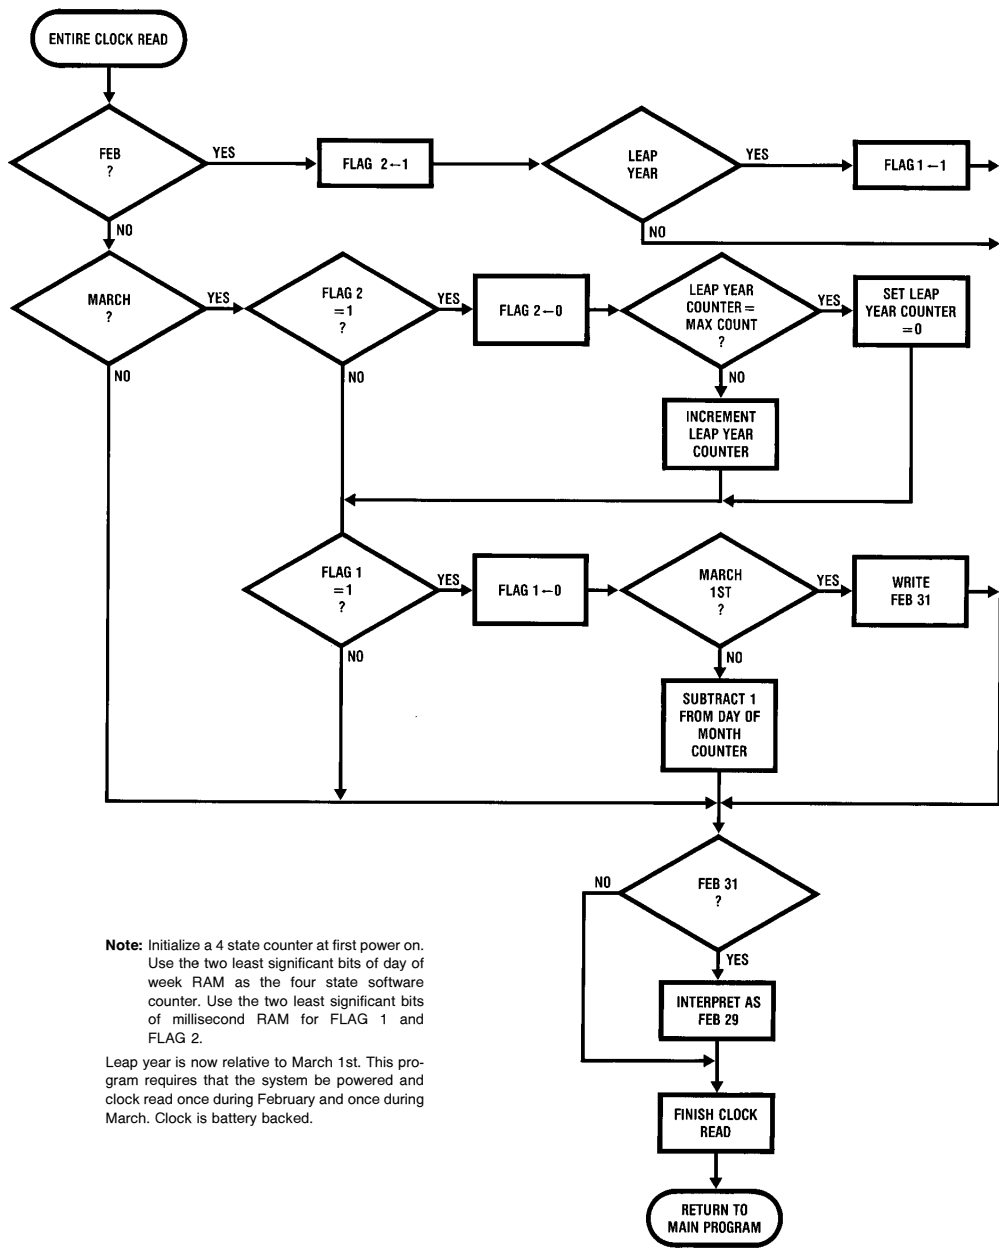 ENTIRE CLOCK READ
FEB
?
YES
FLAG 2←1
LEAP
YEAR
YES
FLAG 1←1
NO
NO
MARCH
?
YES
FLAG 2
=1
?
YES
FLAG 2←0
LEAP YEAR
COUNTER=
MAX COUNT
?
YES
SET LEAP
YEAR COUNTER
=0
NO
NO
NO
INCREMENT
LEAP YEAR
COUNTER
FLAG 1
=1
?
YES
FLAG 1←0
MARCH
1ST
?
YES
WRITE
FEB 31
NO
NO
SUBTRACT 1
FROM DAY OF
MONTH
COUNTER
FEB 31
?
NO
YES
INTERPRET AS
FEB 29
FINISH CLOCK
READ
RETURN TO
MAIN PROGRAM
Note: Initialize a 4 state counter at first power on.
Use the two least significant bits of day of
week RAM as the four state software
counter. Use the two least significant bits
of millisecond RAM for FLAG 1 and
FLAG 2.
Leap year is now relative to March 1st. This pro-
gram requires that the system be powered and
clock read once during February and once during
March. Clock is battery backed.